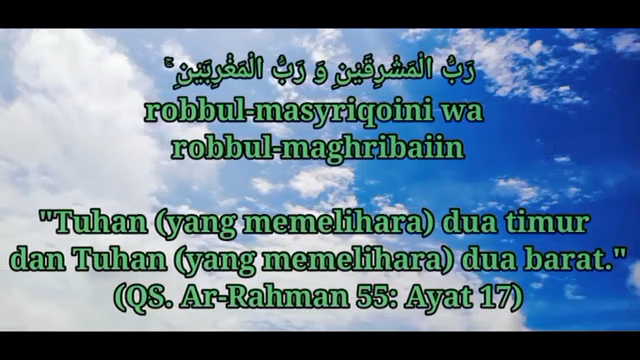 رَبُّ الْمَشْرِقَيْنِ وَ رَبُّ الْمَغْرِبَيْنِ ۚ
robbul-masyriqoini wa
robbul-maghribaiin
"Tuhan (yang memelihara) dua timur
dan Tuhan (yang memelihara) dua barat."
(QS. Ar-Rahman 55: Ayat 17)